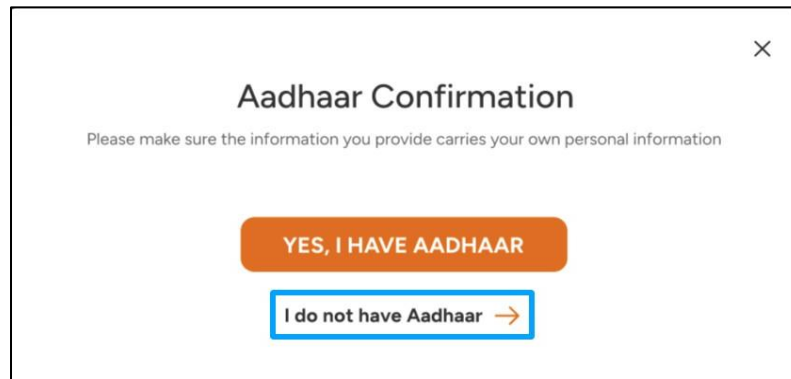 Aadhaar Confirmation
Please make sure the information you provide carries your own personal information
YES, I HAVE AADHAAR
I do not have Aadhaar →